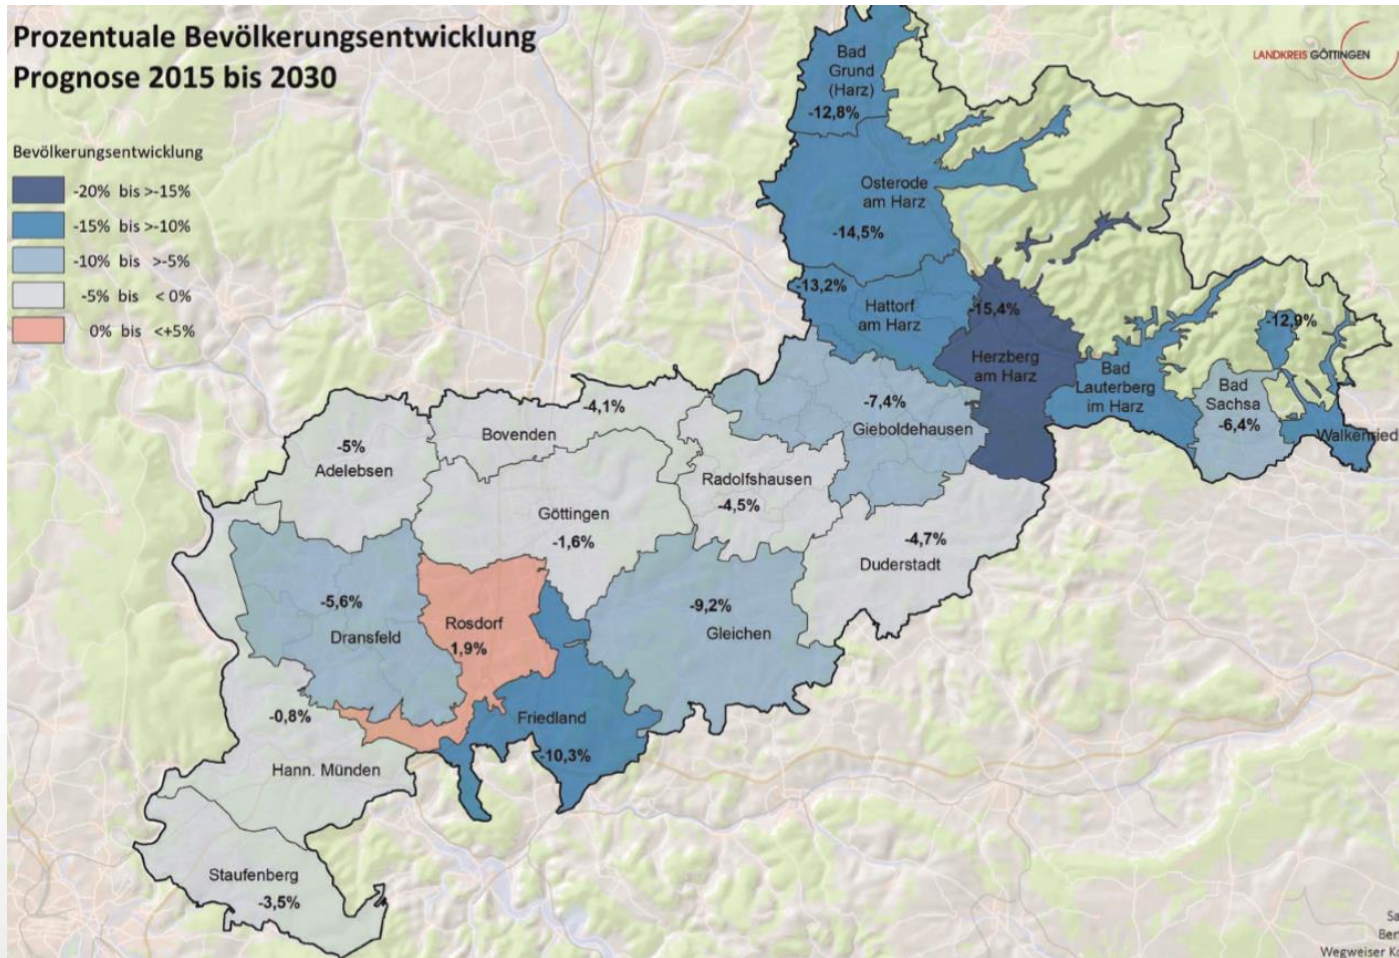 Prozentuale Bevölkerungsentwicklung
Prognose 2015 bis 2030
LANDKREIS GÖTTINGEN
Bevölkerungsentwicklung
-20% bis >-15%
-15% bis >-10%
-10% bis >-5%
-5% bis < 0%
0% bis <+5%
Bad
Grund
(Harz)
-12,8%
Osterode
am Harz
-14,5%
-13,2%
Hattorf
am Harz
-15,4%
Herzberg
am Harz
-12,9%
Bad
Lauterberg
im Harz
Bad
Sachsa
-6,4%
Walkenried
-7,4%
Gieboldehausen
-4,1%
Bovenden
-5%
Adelebsen
Radolfshausen
-4,5%
Göttingen
-1,6%
-4,7%
Duderstadt
-5,6%
Dransfeld
Rosdorf
1,9%
-9,2%
Gleichen
Friedland
-10,3%
-0,8%
Hann. Münden
Staufenberg
-3,5%
Wegweiser